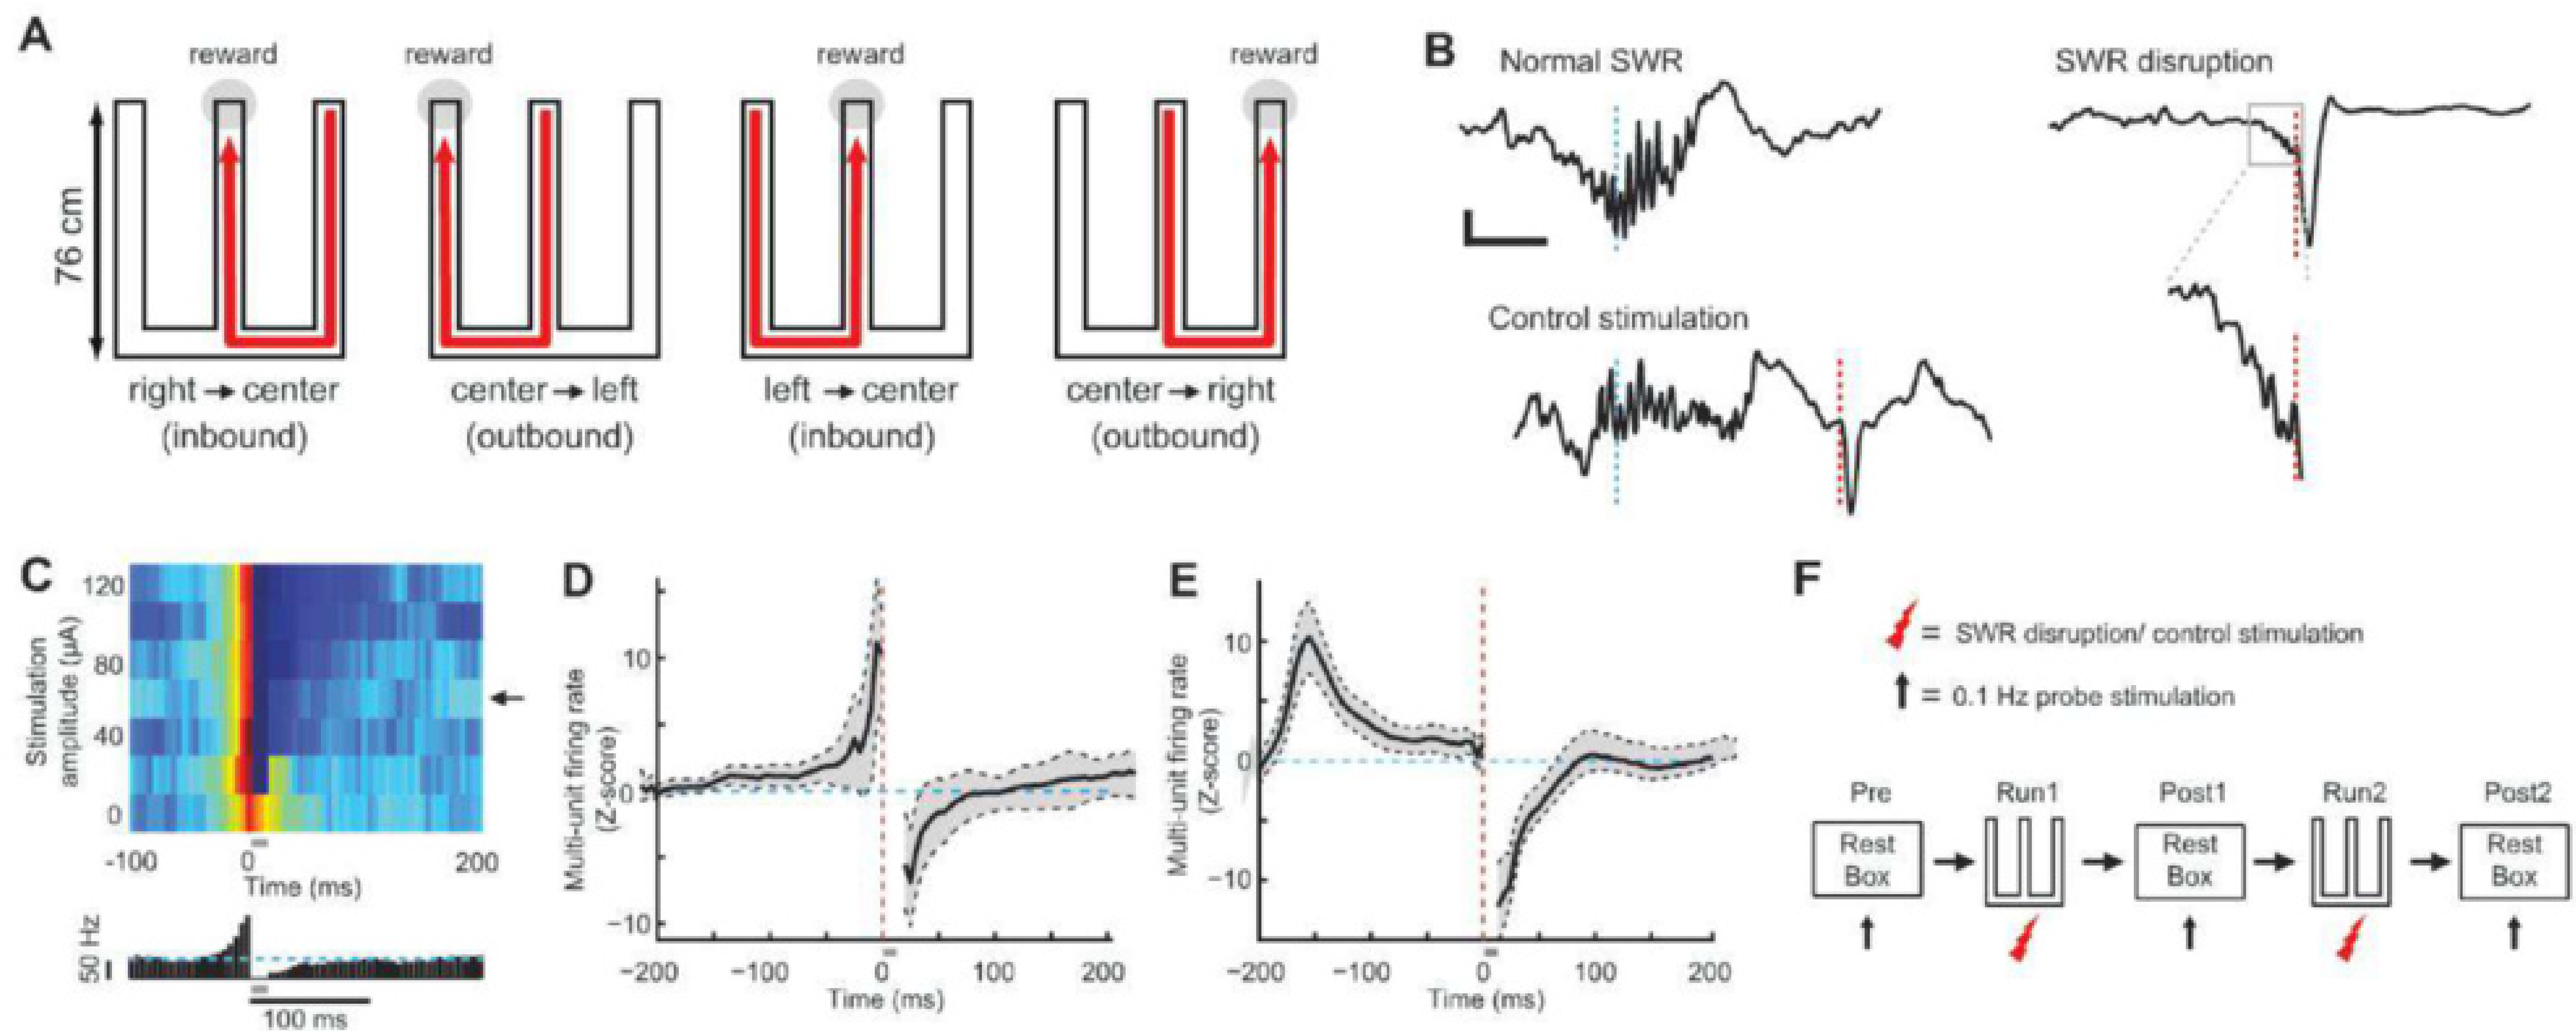 A
reward
reward
reward
reward
76 cm
right → center
(inbound)
center → left
(outbound)
left → center
(inbound)
center → right
(outbound)
B
Normal SWR
SWR disruption
Control stimulation
C
Stimulation
amplitude (µA)
120
80
40
0
-100
0
200
Time (ms)
50 Hz
100 ms
D
Multi-unit firing rate
(Z-score)
10
0
−10
−200
−100
0
100
200
Time (ms)
E
Multi-unit firing rate
(Z-score)
10
0
−10
−200
−100
0
100
200
Time (ms)
F
= SWR disruption/ control stimulation
= 0.1 Hz probe stimulation
Pre
Run1
Post1
Run2
Post2
Rest
Box
Rest
Box
Rest
Box